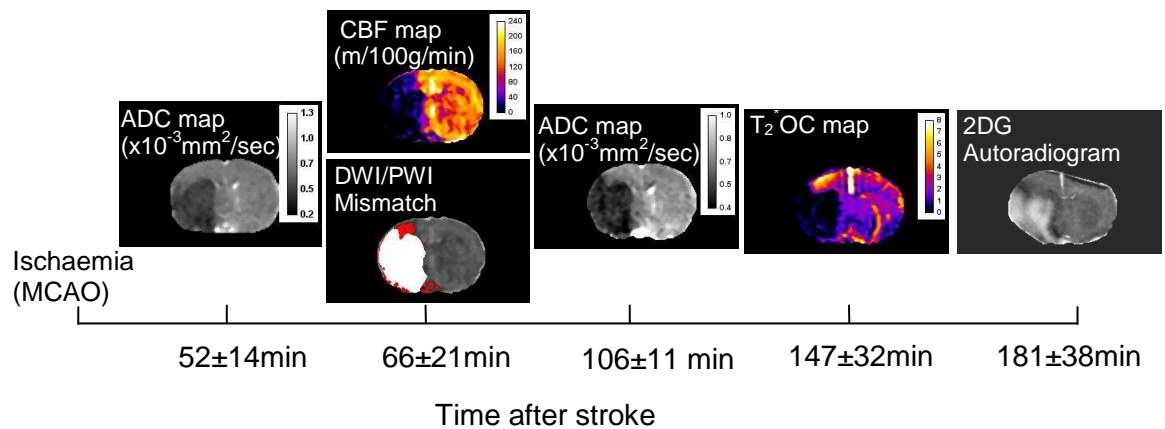 CBF map
(m/100g/min)
240
200
160
120
80
40
0
ADC map
(x10⁻³mm²/sec)
1.3
1.0
0.7
0.5
0.2
DWI/PWI
Mismatch
ADC map
(x10⁻³mm²/sec)
1.0
0.9
0.8
0.7
0.6
0.5
0.4
T₂*OC map
8
7
6
5
4
3
2
1
0
2DG
Autoradiogram
Ischaemia
(MCAO)
52±14min
66±21min
106±11 min
147±32min
181±38min
Time after stroke